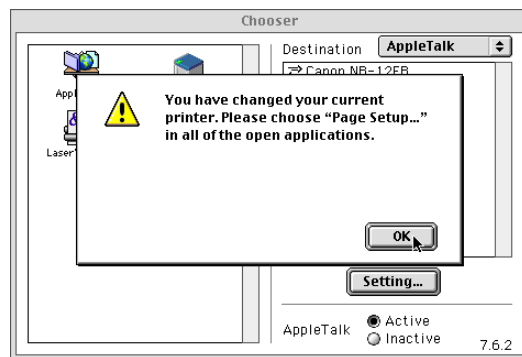 Chooser
Destination AppleTalk
Canon NB-12FB
You have changed your current
printer. Please choose “Page Setup...”
in all of the open applications.
OK
Setting...
AppleTalk Active
Inactive
7.6.2